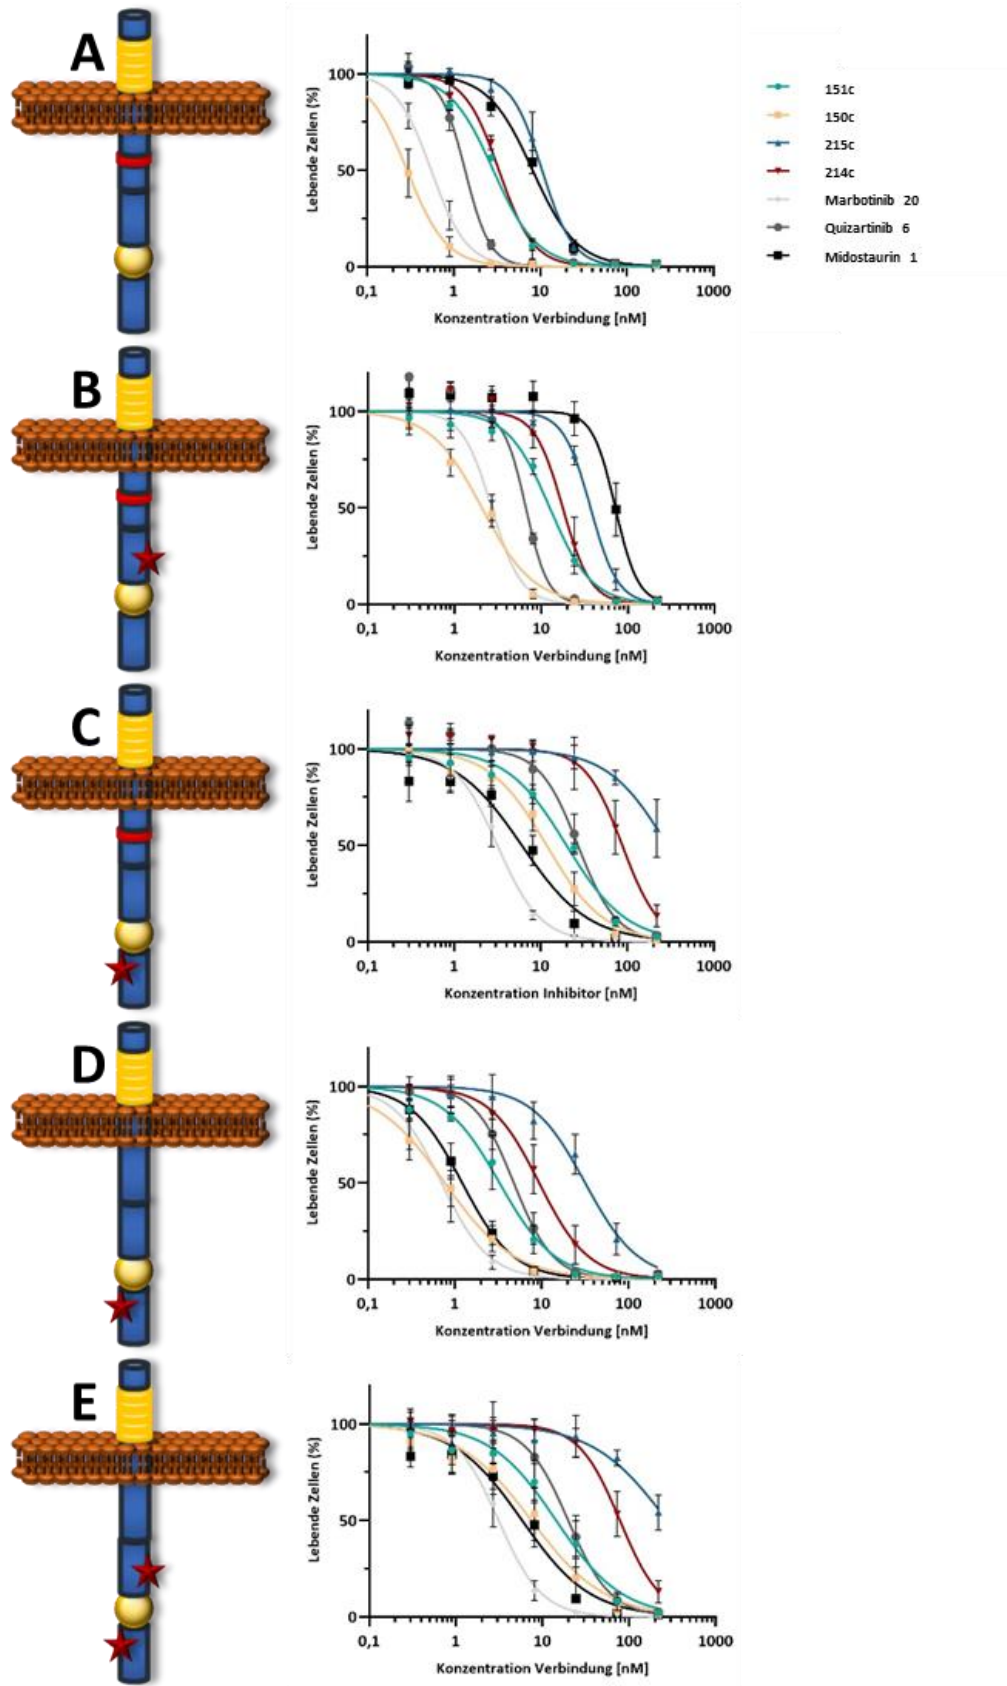 A
Lebende Zellen (%)
100
50
0
0,1 1 10 100 1000
Konzentration Verbindung [nM]
151c
150c
215c
214c
Marbotinib 20
Quizartinib 6
Midostaurin 1
B
Lebende Zellen (%)
100
50
0
0,1 1 10 100 1000
Konzentration Verbindung [nM]
C
Lebende Zellen (%)
100
50
0
0,1 1 10 100 1000
Konzentration Inhibitor [nM]
D
Lebende Zellen (%)
100
50
0
0,1 1 10 100 1000
Konzentration Verbindung [nM]
E
Lebende Zellen (%)
100
50
0
0,1 1 10 100 1000
Konzentration Verbindung [nM]